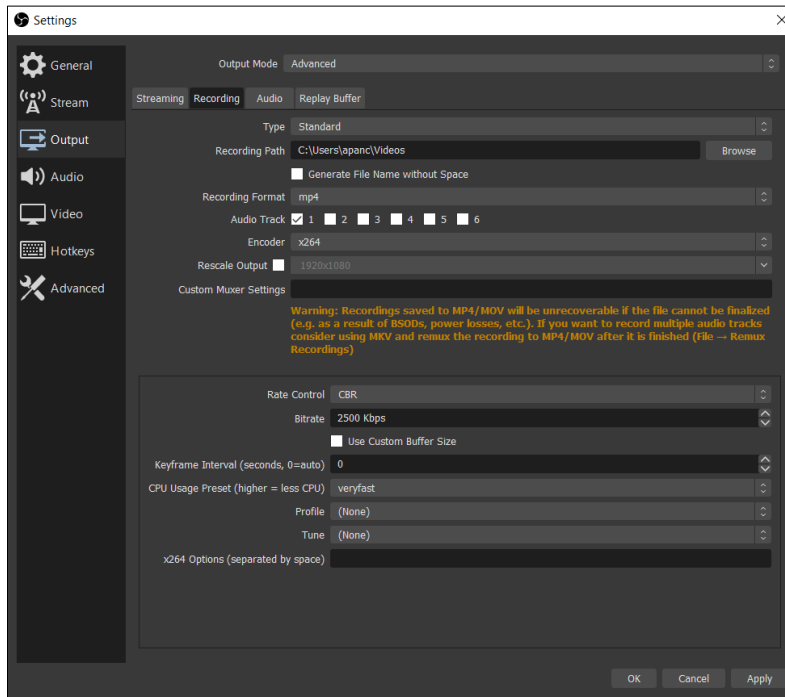 Settings
General
Stream
Output
Audio
Video
Hotkeys
Advanced
Output Mode Advanced
Streaming Recording Audio Replay Buffer
Type Standard
Recording Path C:\Users\apanc\Videos Browse
Generate File Name without Space
Recording Format mp4
Audio Track 1 2 3 4 5 6
Encoder x264
Rescale Output 1920x1080
Custom Muxer Settings
Warning: Recordings saved to MP4/MOV will be unrecoverable if the file cannot be finalized
(e.g. as a result of BSODs, power losses, etc.). If you want to record multiple audio tracks
consider using MKV and remux the recording to MP4/MOV after it is finished (File → Remux
Recordings)
Rate Control CBR
Bitrate 2500 Kbps
Use Custom Buffer Size
Keyframe Interval (seconds, 0=auto) 0
CPU Usage Preset (higher = less CPU) veryfast
Profile (None)
Tune (None)
x264 Options (separated by space)
OK Cancel Apply